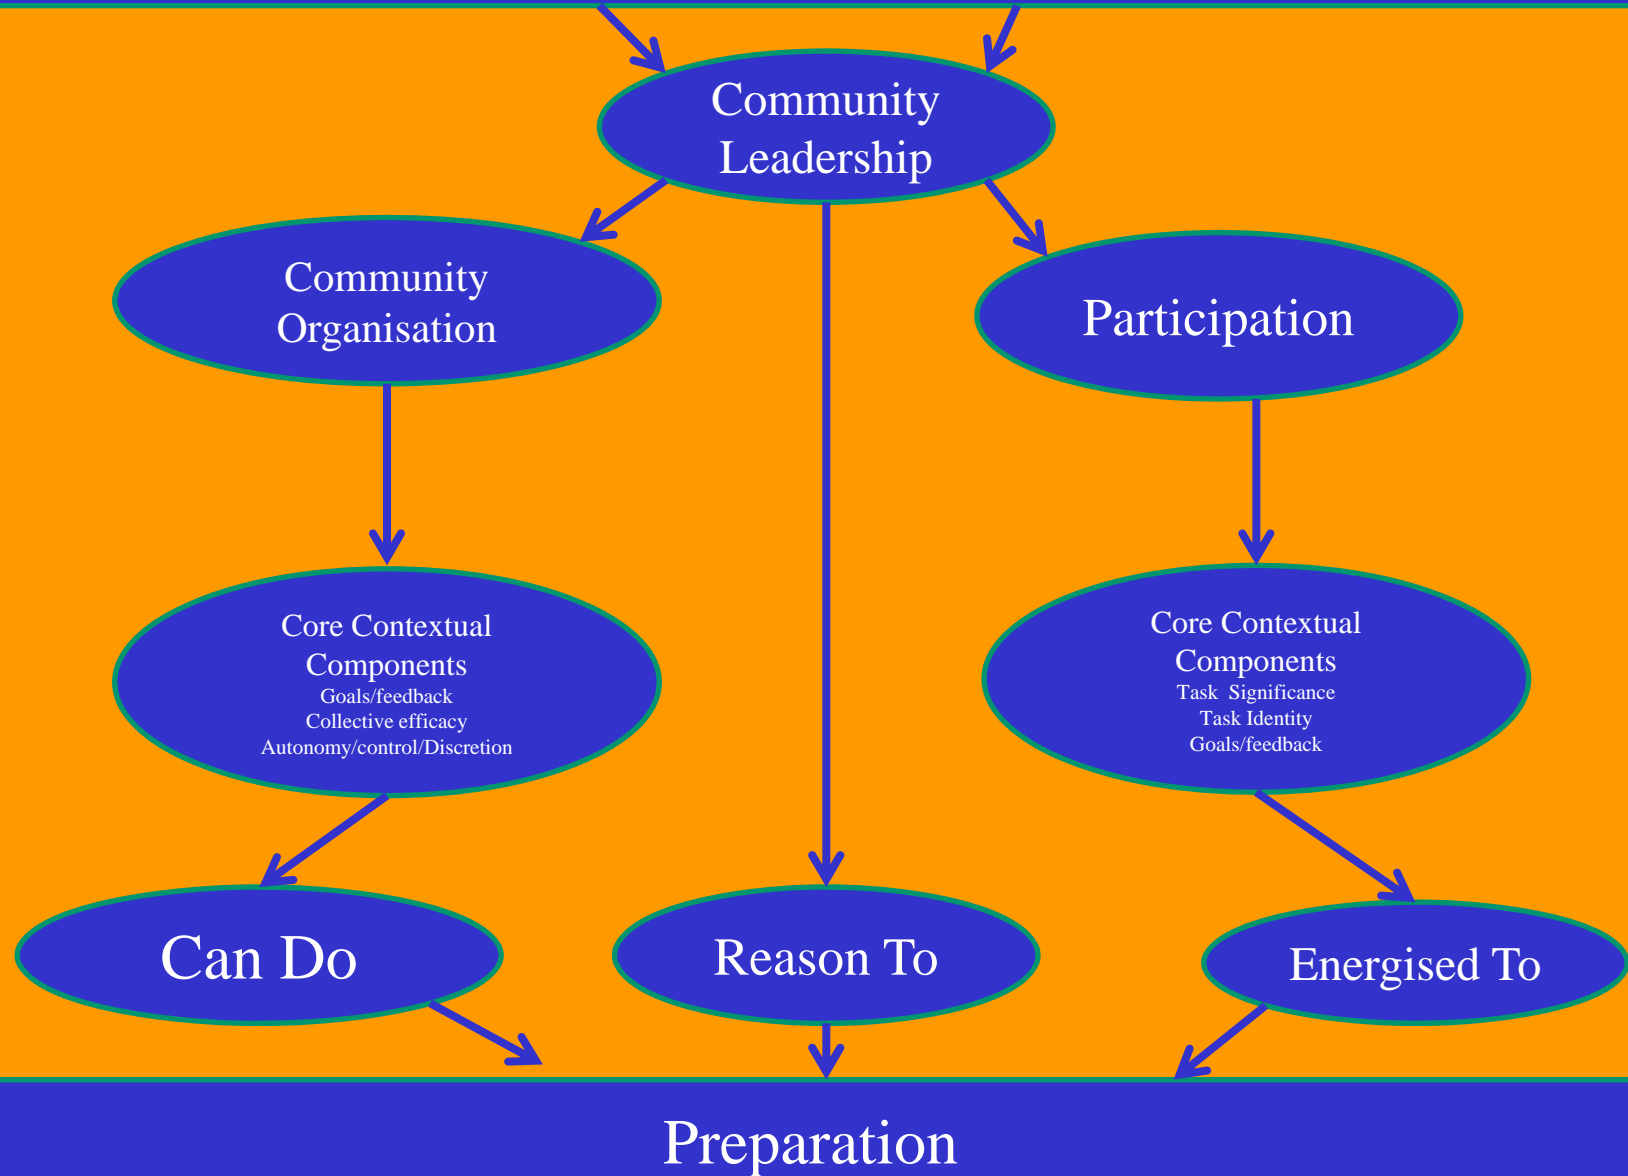 Community
Leadership
Community
Organisation
Participation
Core Contextual
Components
Goals/feedback
Collective efficacy
Autonomy/control/Discretion
Core Contextual
Components
Task Significance
Task Identity
Goals/feedback
Can Do
Reason To
Energised To
Preparation